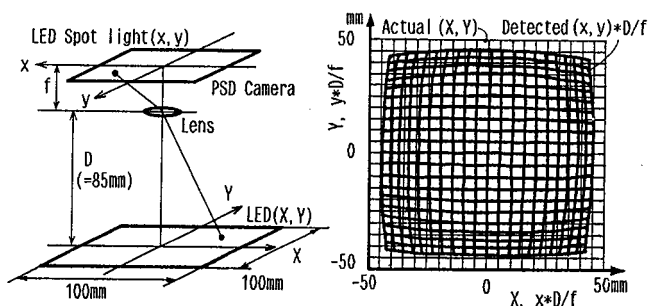 LED Spot light(x,y)
x
f
y
PSD Camera
Lens
D
(=85mm)
Y
LED(X,Y)
X
100mm
100mm
mm
50
Actual (X,Y)
Detected(x,y)*D/f
Y, y*D/f
0
-50
-50
0
50mm
X, x*D/f